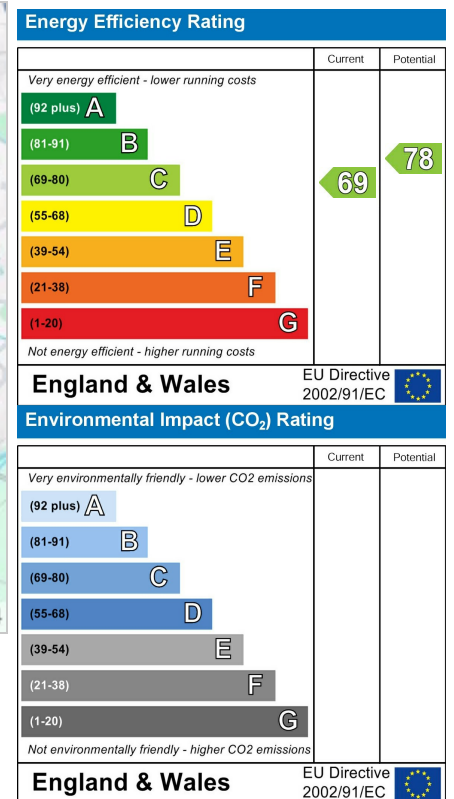 Energy Efficiency Rating
Current Potential
Very energy efficient - lower running costs
(92 plus) A
(81-91) B
78
(69-80) C
69
(55-68) D
(39-54) E
(21-38) F
(1-20) G
Not energy efficient - higher running costs
England & Wales
EU Directive
2002/91/EC
Environmental Impact (CO₂) Rating
Current Potential
Very environmentally friendly - lower CO2 emissions
(92 plus) A
(81-91) B
(69-80) C
(55-68) D
(39-54) E
(21-38) F
(1-20) G
Not environmentally friendly - higher CO2 emissions
England & Wales
EU Directive
2002/91/EC